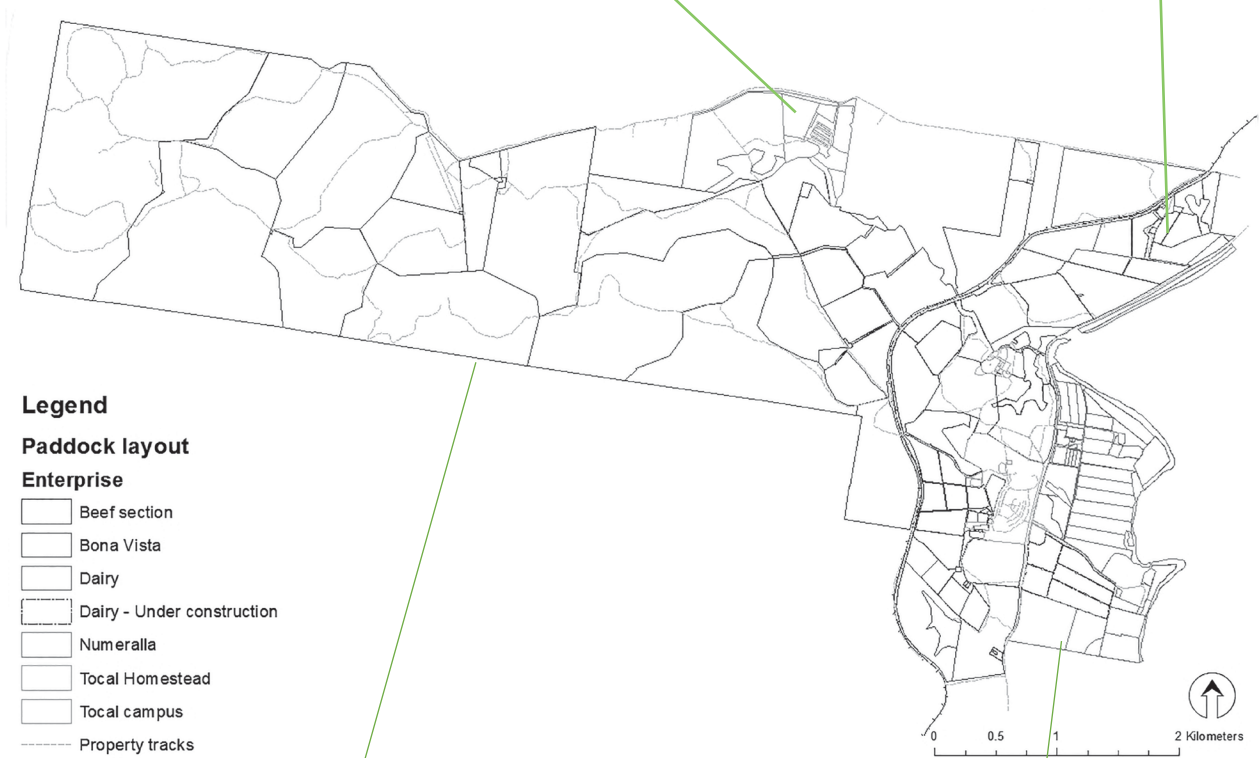 Legend
Paddock layout
Enterprise
Beef section
Bona Vista
Dairy
Dairy - Under construction
Numeralla
Tocal Homestead
Tocal campus
Property tracks
0 0.5 1 2 Kilometers